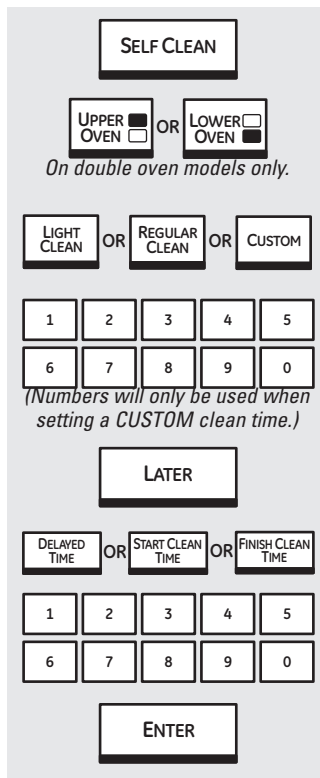 SELF CLEAN
UPPER OVEN OR LOWER OVEN
On double oven models only.
LIGHT CLEAN OR REGULAR CLEAN OR CUSTOM
1 2 3 4 5
6 7 8 9 0
(Numbers will only be used when
setting a CUSTOM clean time.)
LATER
DELAYED TIME OR START CLEAN TIME OR FINISH CLEAN TIME
1 2 3 4 5
6 7 8 9 0
ENTER